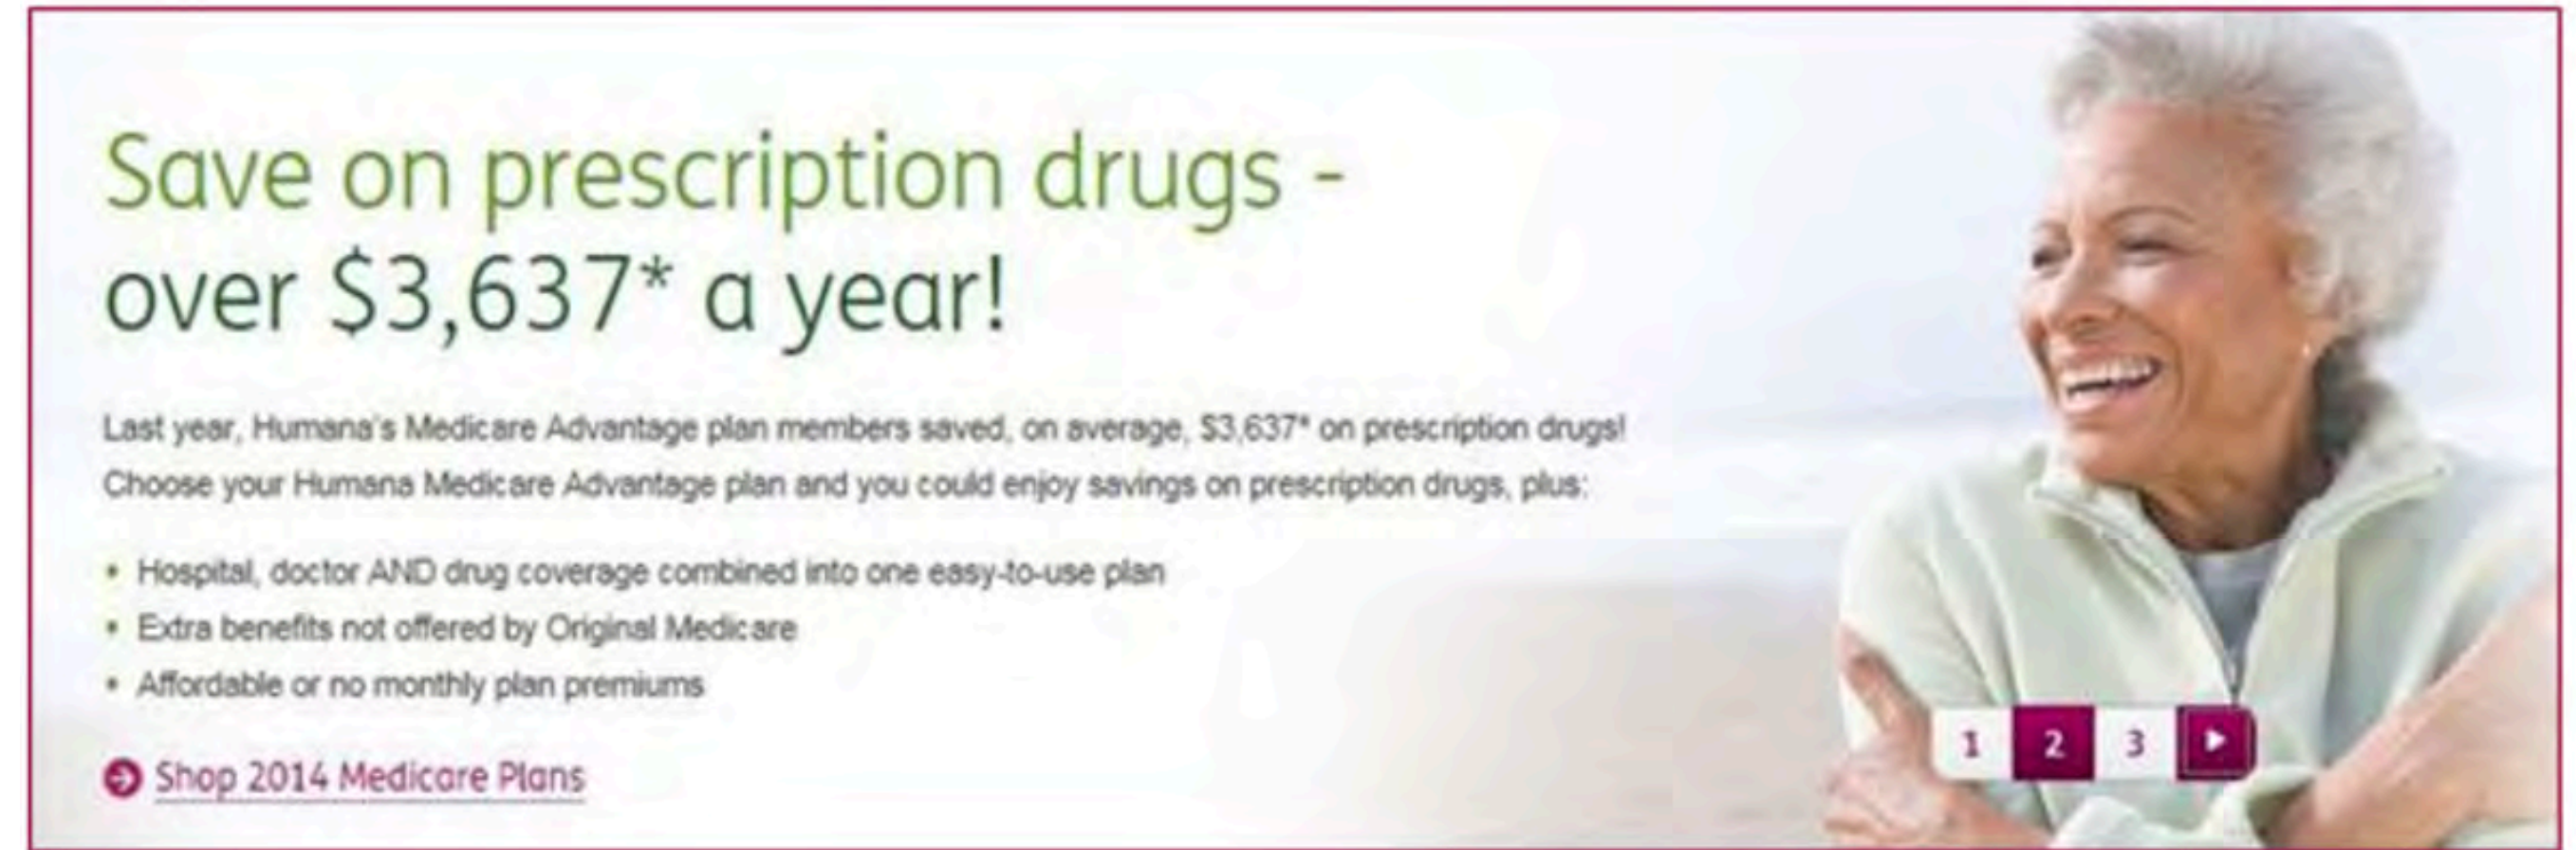 Save on prescription drugs -
over $3,637* a year!
Last year, Humana's Medicare Advantage plan members saved, on average, $3,637* on prescription drugs!
Choose your Humana Medicare Advantage plan and you could enjoy savings on prescription drugs, plus:
• Hospital, doctor AND drug coverage combined into one easy-to-use plan
• Extra benefits not offered by Original Medicare
• Affordable or no monthly plan premiums
Shop 2014 Medicare Plans
1 2 3